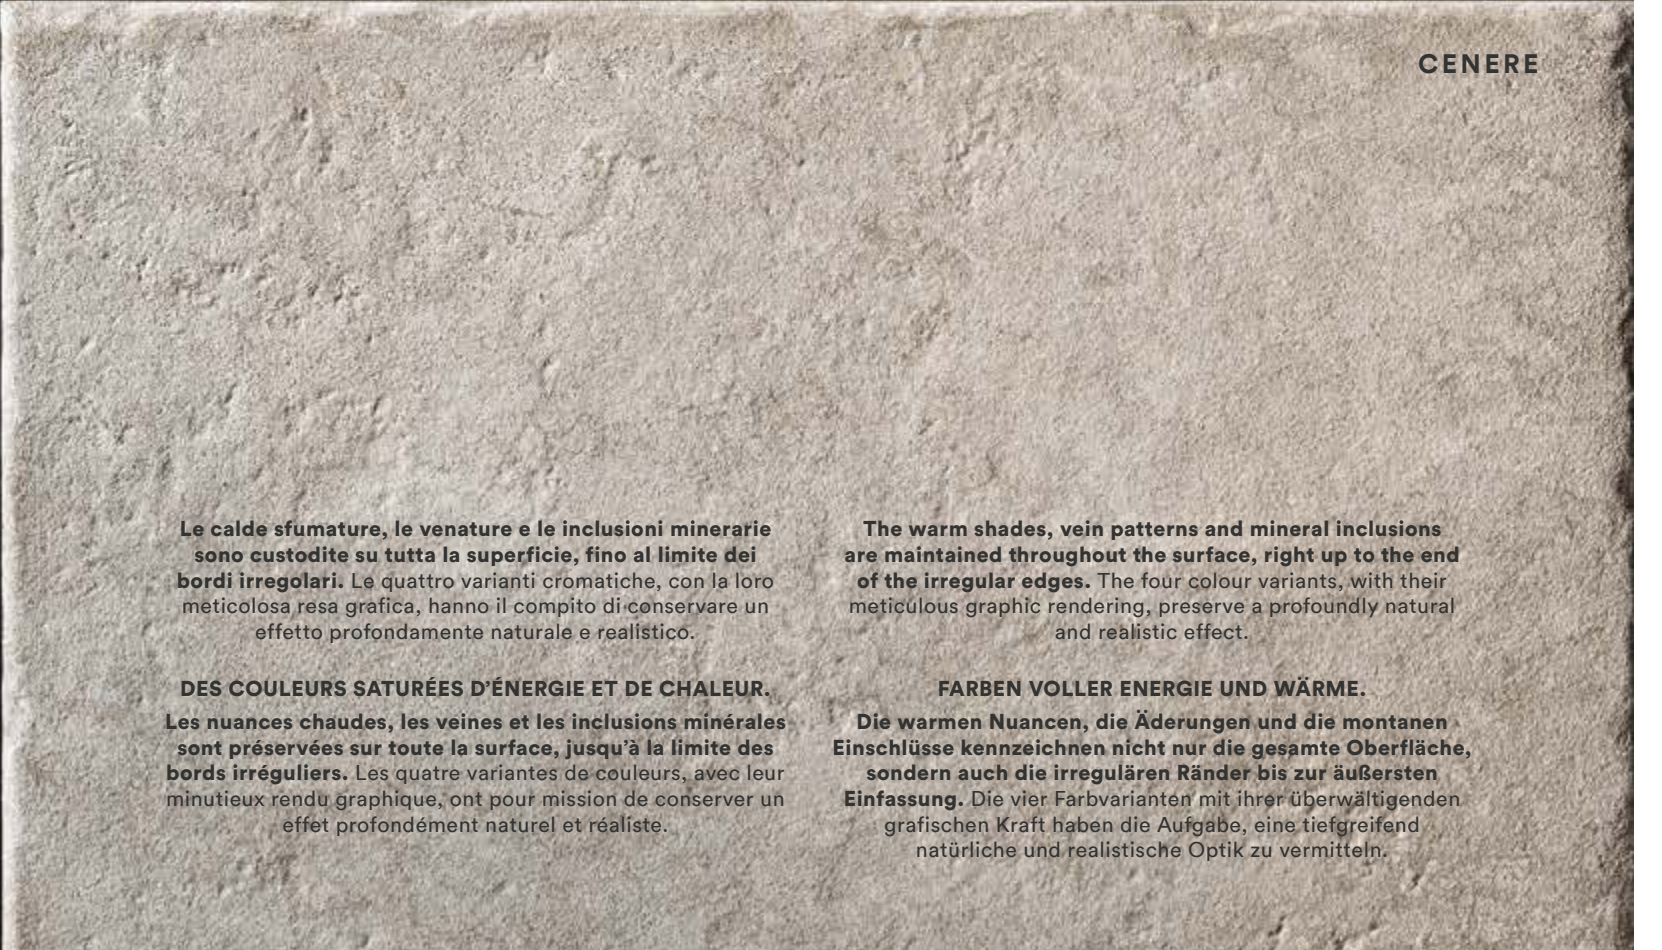 CENERE
Le calde sfumature, le venature e le inclusioni minerarie
sono custodite su tutta la superficie, fino al limite dei
bordi irregolari. Le quattro varianti cromatiche, con la loro
meticolosa resa grafica, hanno il compito di conservare un
effetto profondamente naturale e realistico.
The warm shades, vein patterns and mineral inclusions
are maintained throughout the surface, right up to the end
of the irregular edges. The four colour variants, with their
meticulous graphic rendering, preserve a profoundly natural
and realistic effect.
DES COULEURS SATURÉES D’ÉNERGIE ET DE CHALEUR.
Les nuances chaudes, les veines et les inclusions minérales
sont préservées sur toute la surface, jusqu’à la limite des
bords irréguliers. Les quatre variantes de couleurs, avec leur
minutieux rendu graphique, ont pour mission de conserver un
effet profondément naturel et réaliste.
FARBEN VOLLER ENERGIE UND WÄRME.
Die warmen Nuancen, die Äderungen und die montanen
Einschlüsse kennzeichnen nicht nur die gesamte Oberfläche,
sondern auch die irregulären Ränder bis zur äußersten
Einfassung. Die vier Farbvarianten mit ihrer überwältigenden
grafischen Kraft haben die Aufgabe, eine tiefgreifend
natürliche und realistische Optik zu vermitteln.